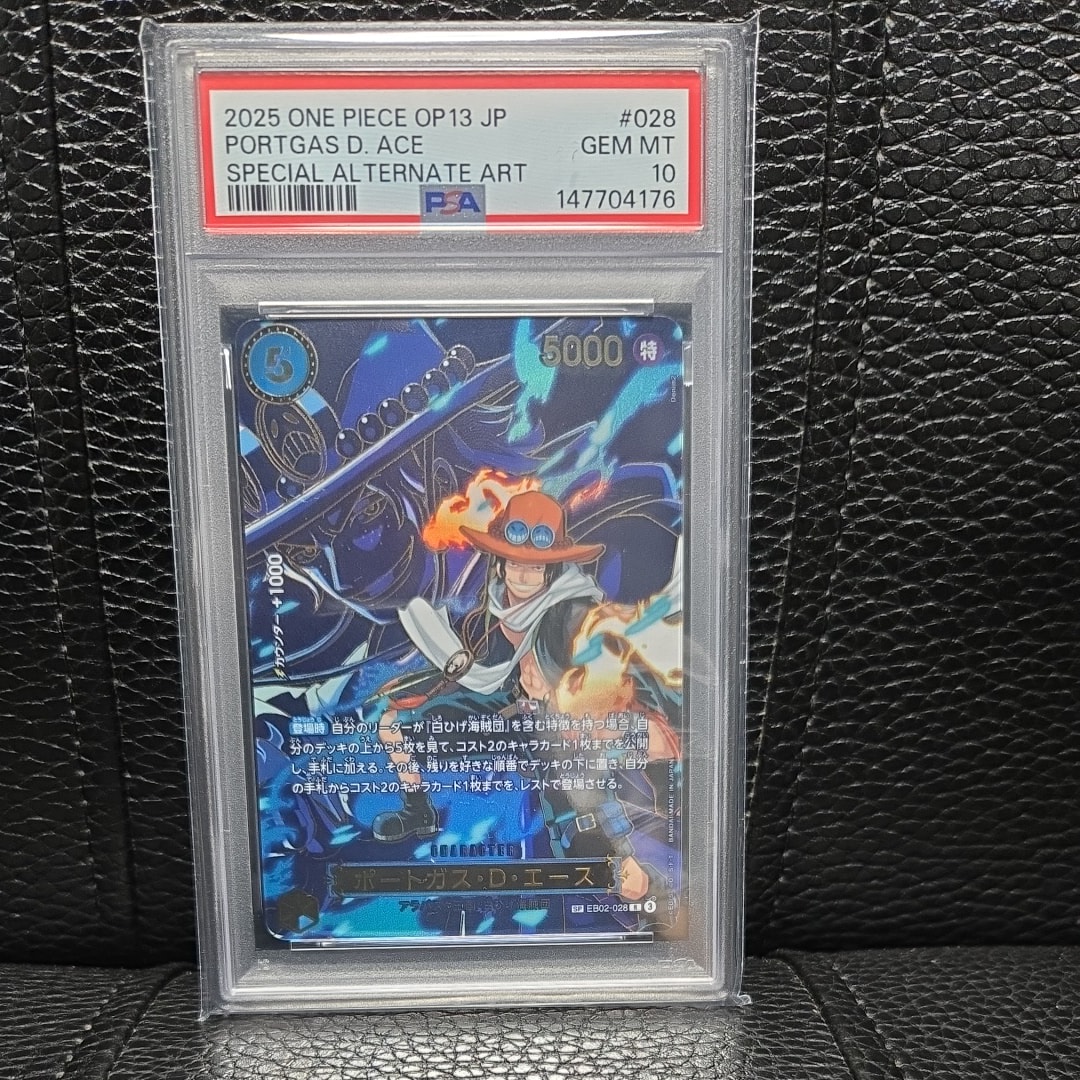 2025 ONE PIECE OP13 JP #028
PORTGAS D. ACE GEM MT
SPECIAL ALTERNATE ART 10
PSA 147704176
5 5000 特
カウンター +1000
登場時 自分のリーダーが『白ひげ海賊団』を含む特徴を持つ場合、自
分のデッキの上から5枚を見て、コスト2のキャラカード1枚までを公開
し、手札に加える。その後、残りを好きな順番でデッキの下に置き、自分
の手札からコスト2のキャラカード1枚までを、レストで登場させる。
CHARACTER
ポートガス・D・エース
SP EB02-028 R 3
BANDAI MADE IN JAPAN